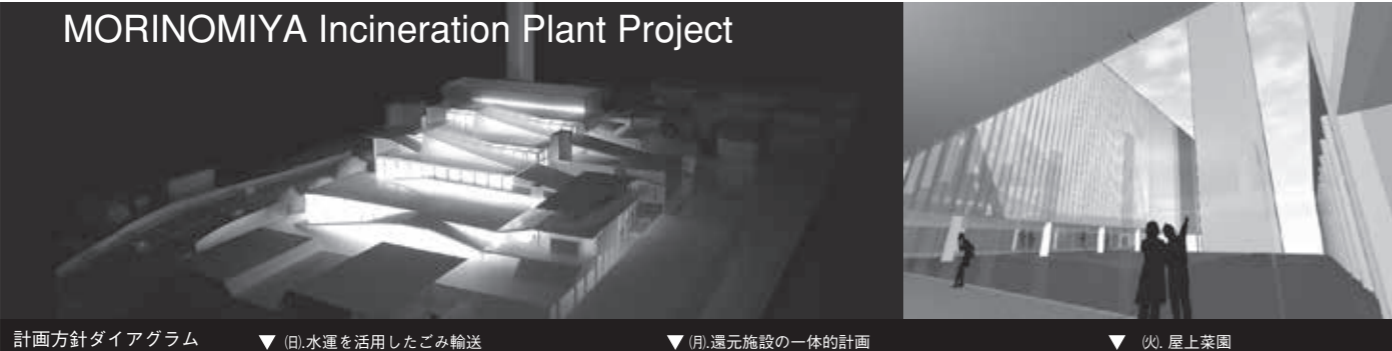 MORINOMIYA Incineration Plant Project
計画方針ダイアグラム ▼ ㈰.水運を活用したごみ輸送 ▼ ㈪.還元施設の一体的計画 ▼ ㈫. 屋上菜園